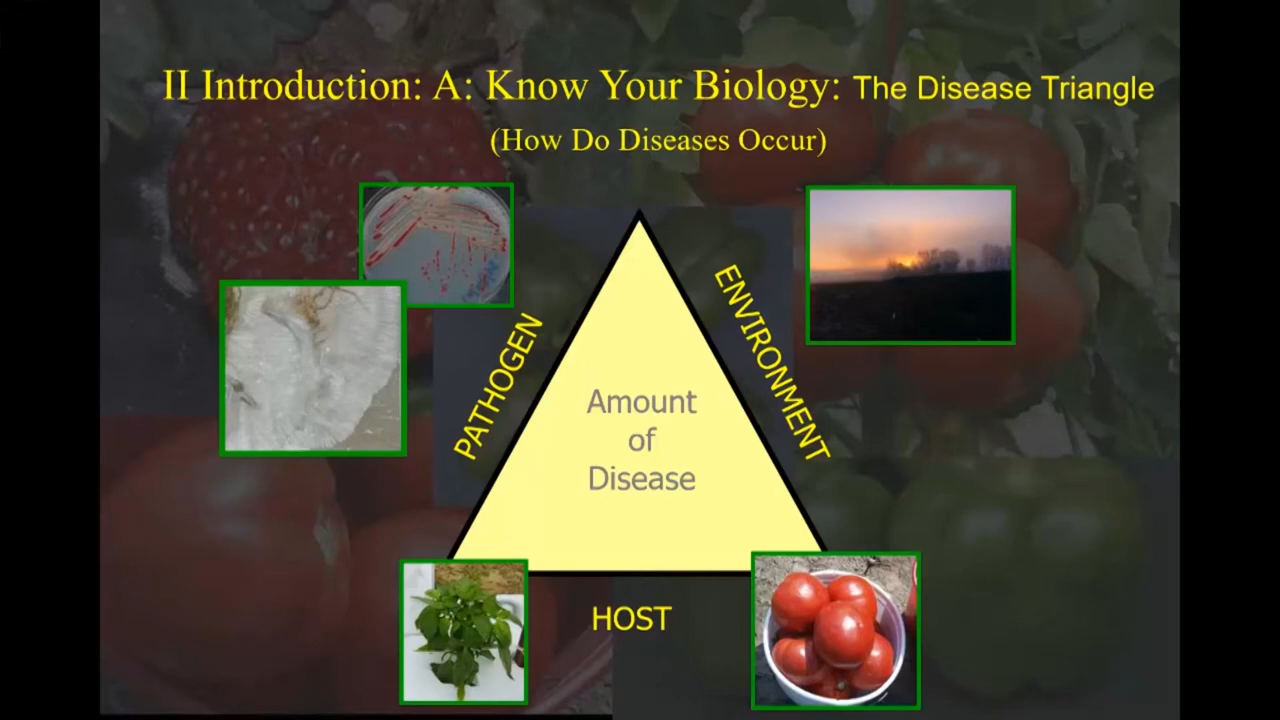 II Introduction: A: Know Your Biology: The Disease Triangle
(How Do Diseases Occur)
PATHOGEN
ENVIRONMENT
Amount
of
Disease
HOST